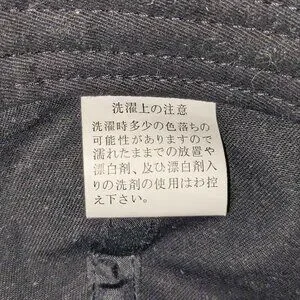 洗濯上の注意
洗濯時多少の色落ちの
可能性がありますので
濡れたままでの放置や
漂白剤、及び漂白剤入
りの洗剤の使用はお控
え下さい。